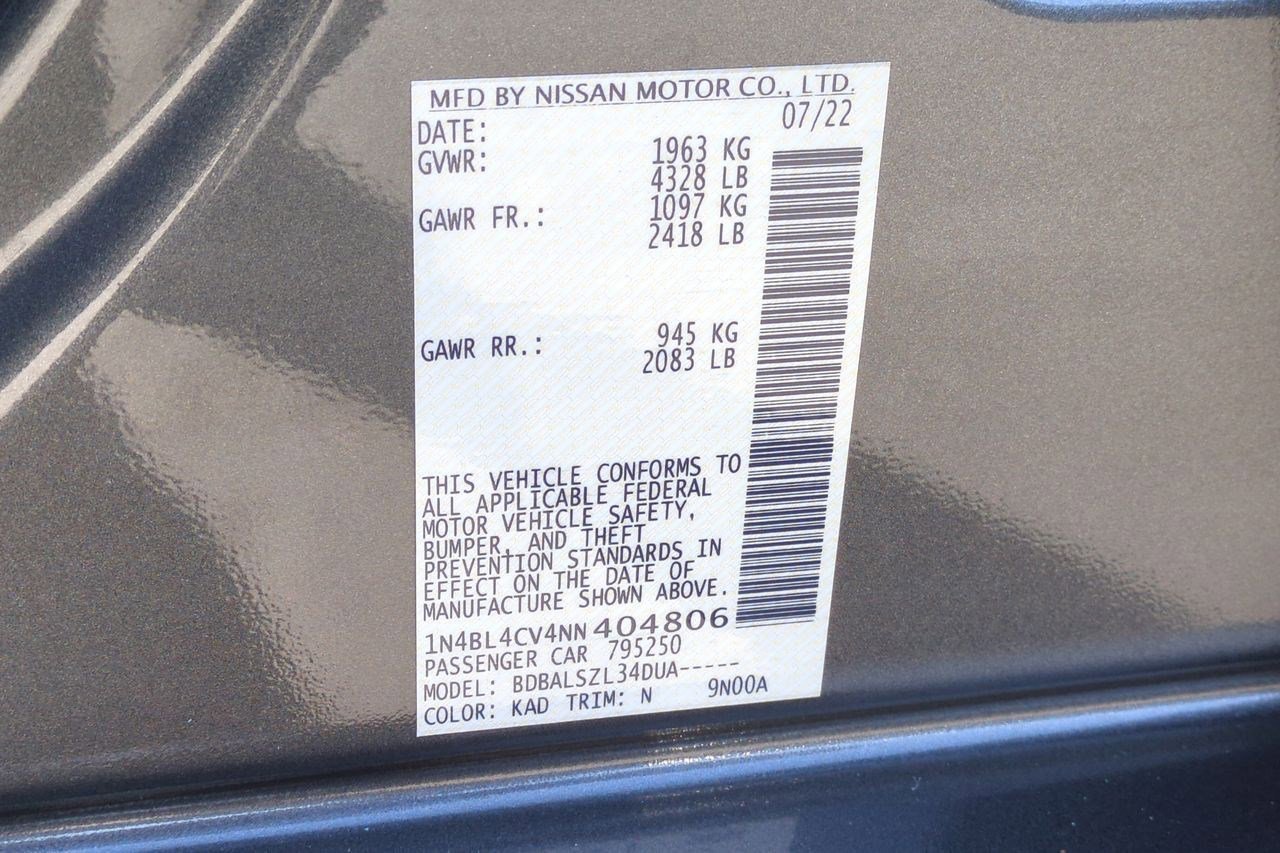 MFD BY NISSAN MOTOR CO., LTD.
DATE: 07/22
GVWR: 1963 KG
4328 LB
GAWR FR.: 1097 KG
2418 LB
GAWR RR.: 945 KG
2083 LB
THIS VEHICLE CONFORMS TO
ALL APPLICABLE FEDERAL
MOTOR VEHICLE SAFETY,
BUMPER, AND THEFT
PREVENTION STANDARDS IN
EFFECT ON THE DATE OF
MANUFACTURE SHOWN ABOVE.
1N4BL4CV4NN404806
PASSENGER CAR 795250
MODEL: BDBALSZL34DUA-----
COLOR: KAD TRIM: N 9N00A